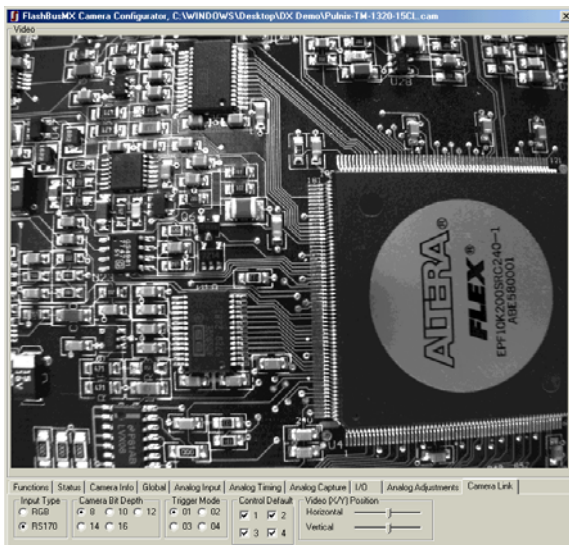 FlashBusMX Camera Configurator, C:\WINDOWS\Desktop\DX Demo\Pulnix-TM-1320-15CL.cam
Video
ALTERA
FLEX®
EPF10K200SRC240-1
ABE580001
U4
Functions Status Camera Info Global Analog Input Analog Timing Analog Capture I/O Analog Adjustments Camera Link
Input Type Camera Bit Depth Trigger Mode Control Default Video (X/Y) Position
RGB 8 10 12 01 02 1 2 Horizontal
RS170 14 16 03 04 3 4 Vertical